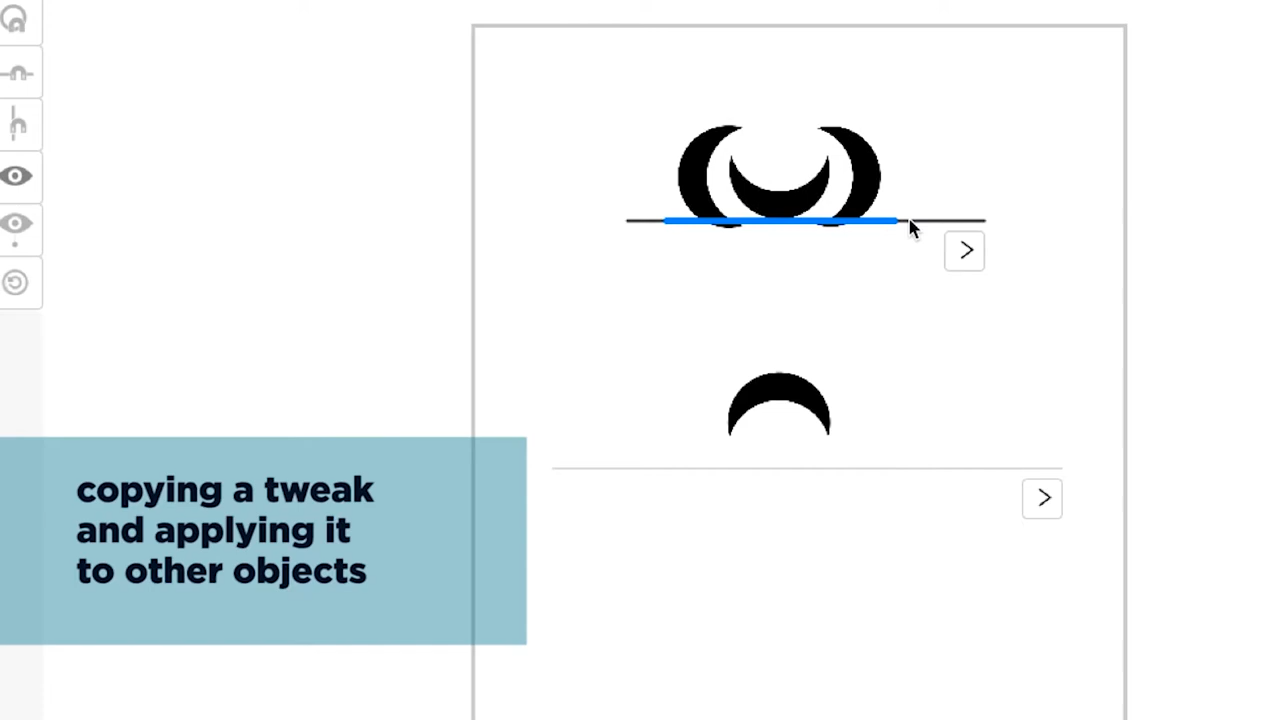 copying a tweak
and applying it
to other objects